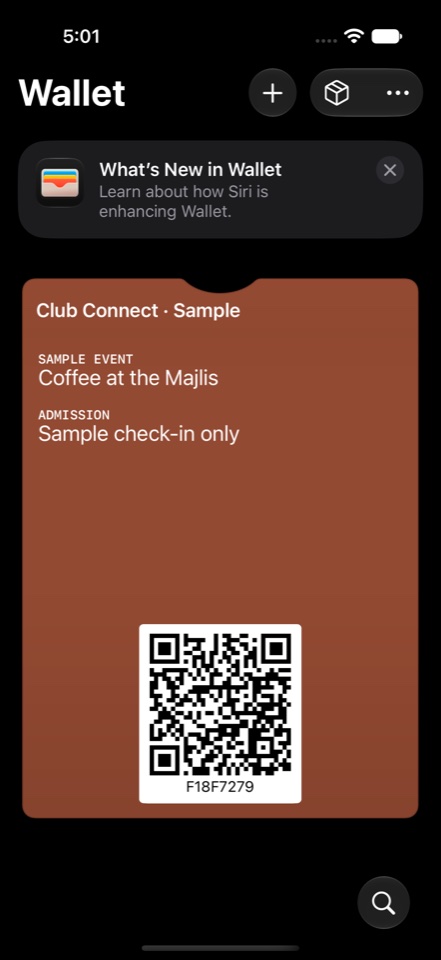 5:01
Wallet
What's New in Wallet
Learn about how Siri is
enhancing Wallet.
Club Connect · Sample
SAMPLE EVENT
Coffee at the Majlis
ADMISSION
Sample check-in only
F18F7279